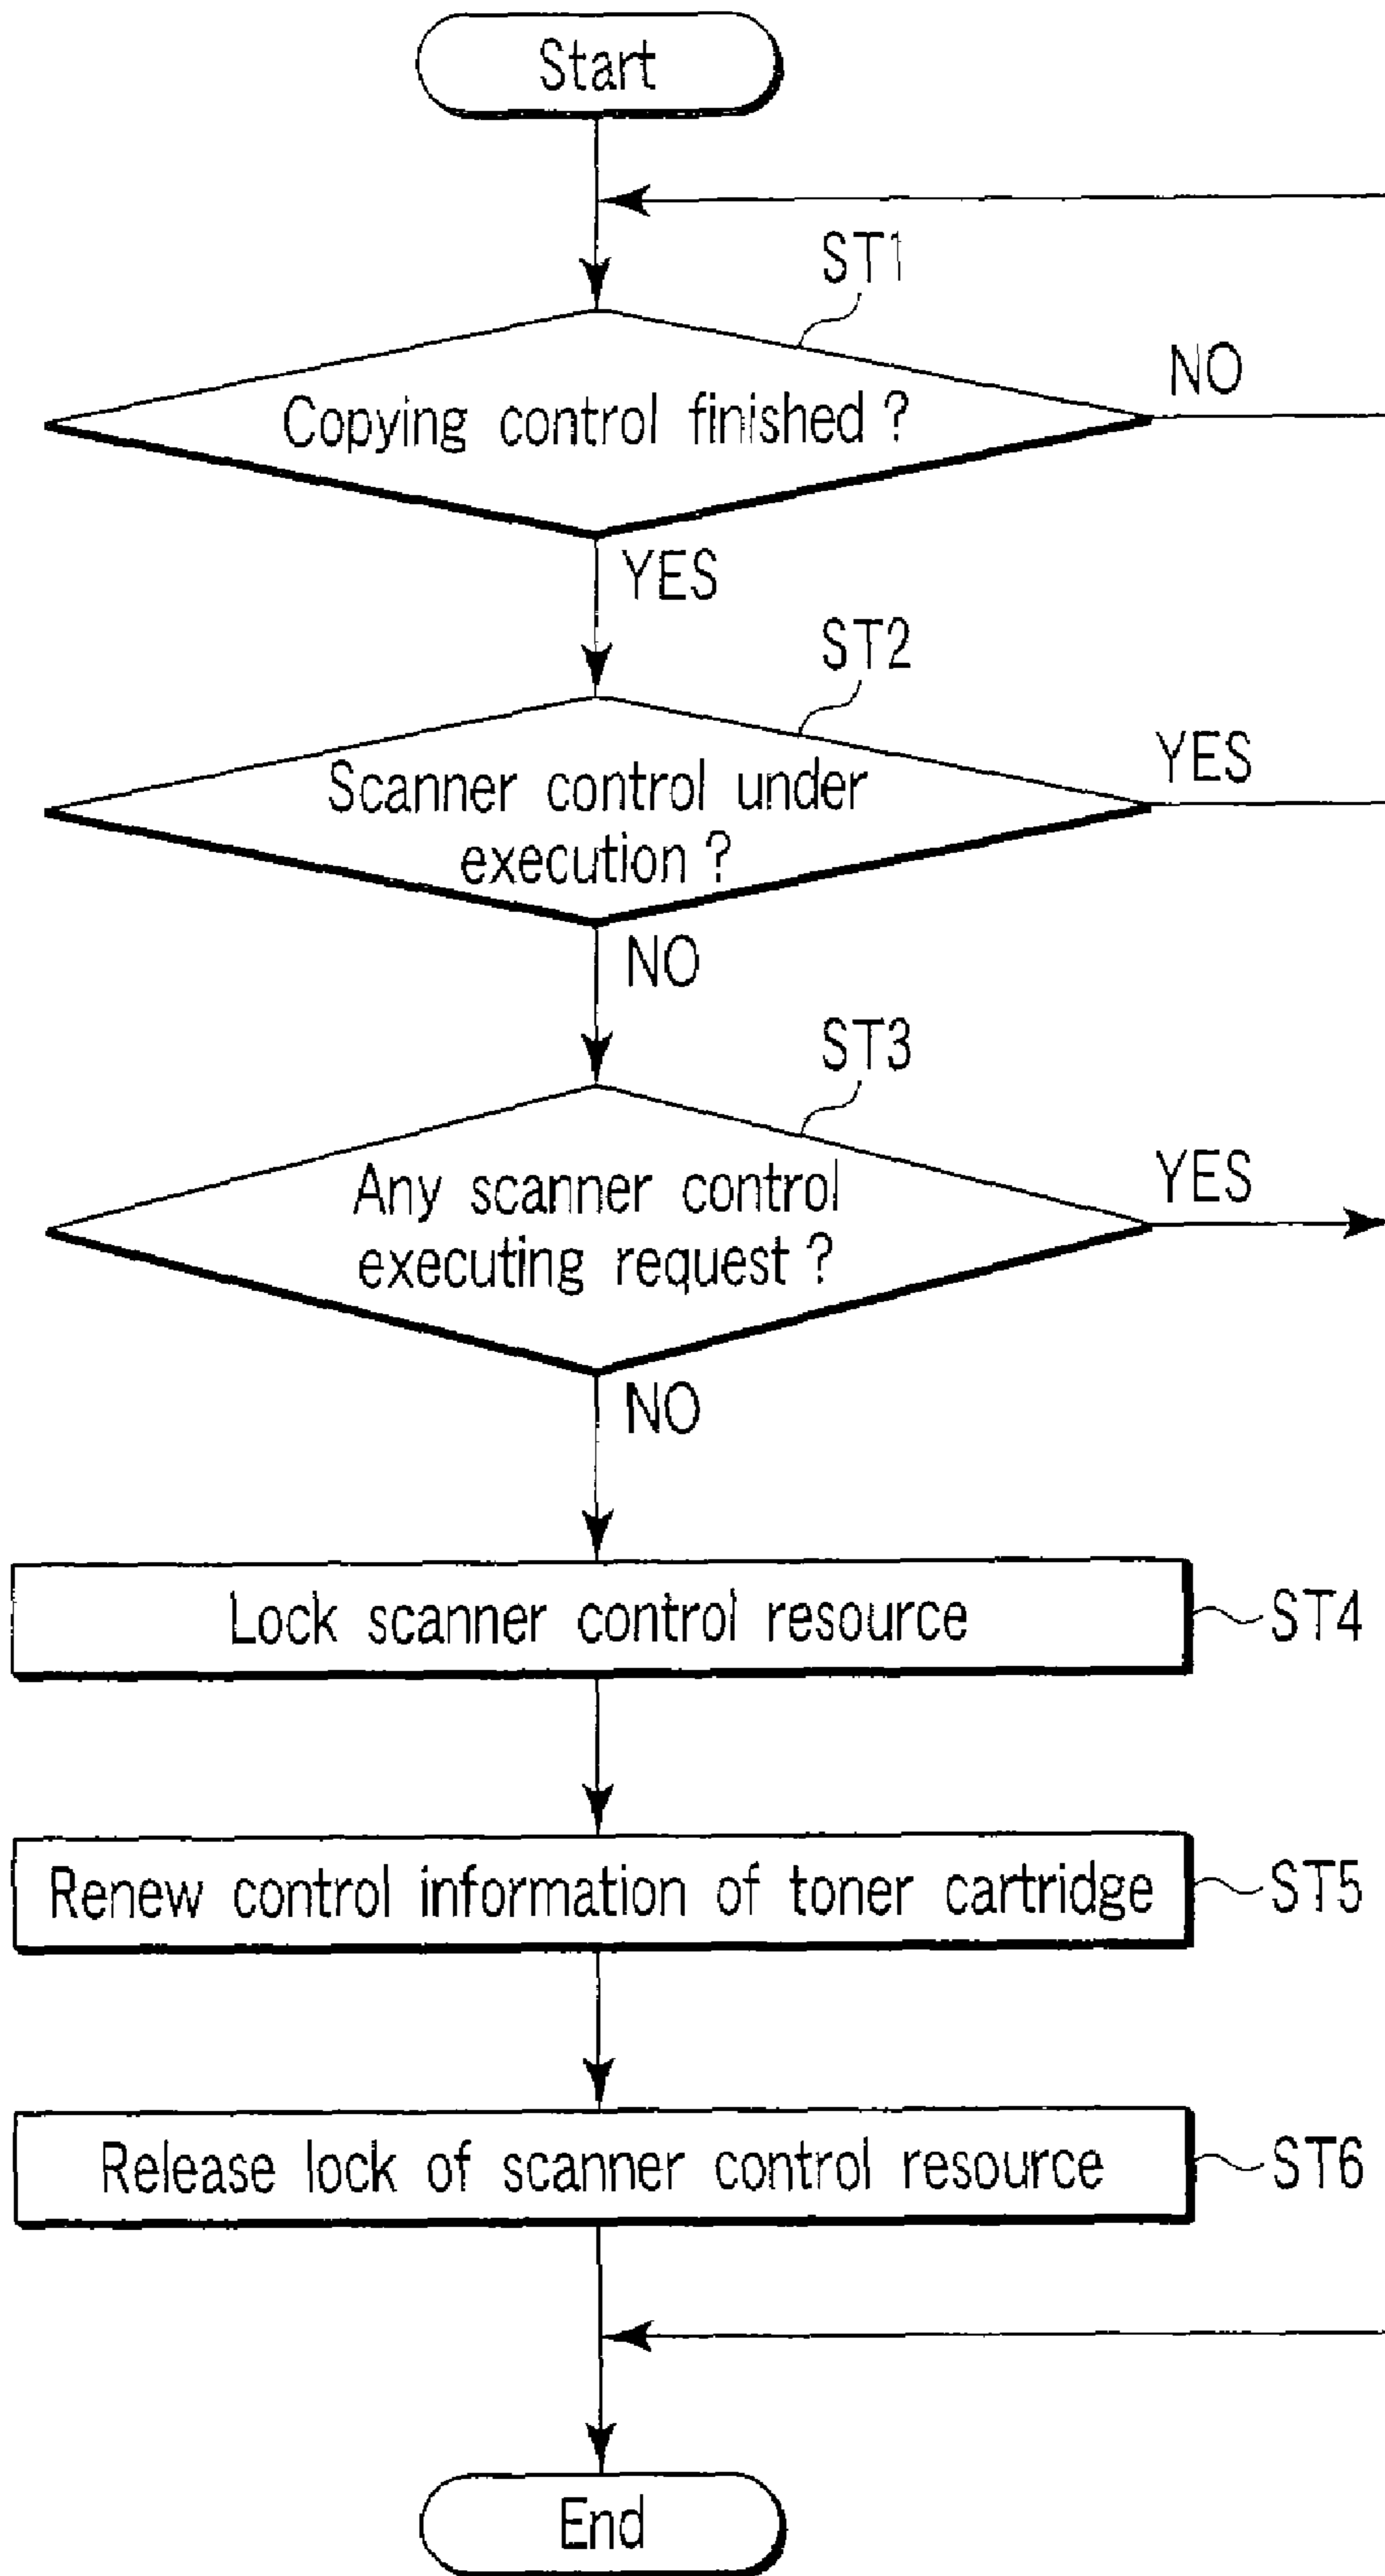 Start
ST1
Copying control finished ?
NO
YES
ST2
Scanner control under
execution ?
YES
NO
ST3
Any scanner control
executing request ?
YES
NO
Lock scanner control resource
ST4
Renew control information of toner cartridge
ST5
Release lock of scanner control resource
ST6
End